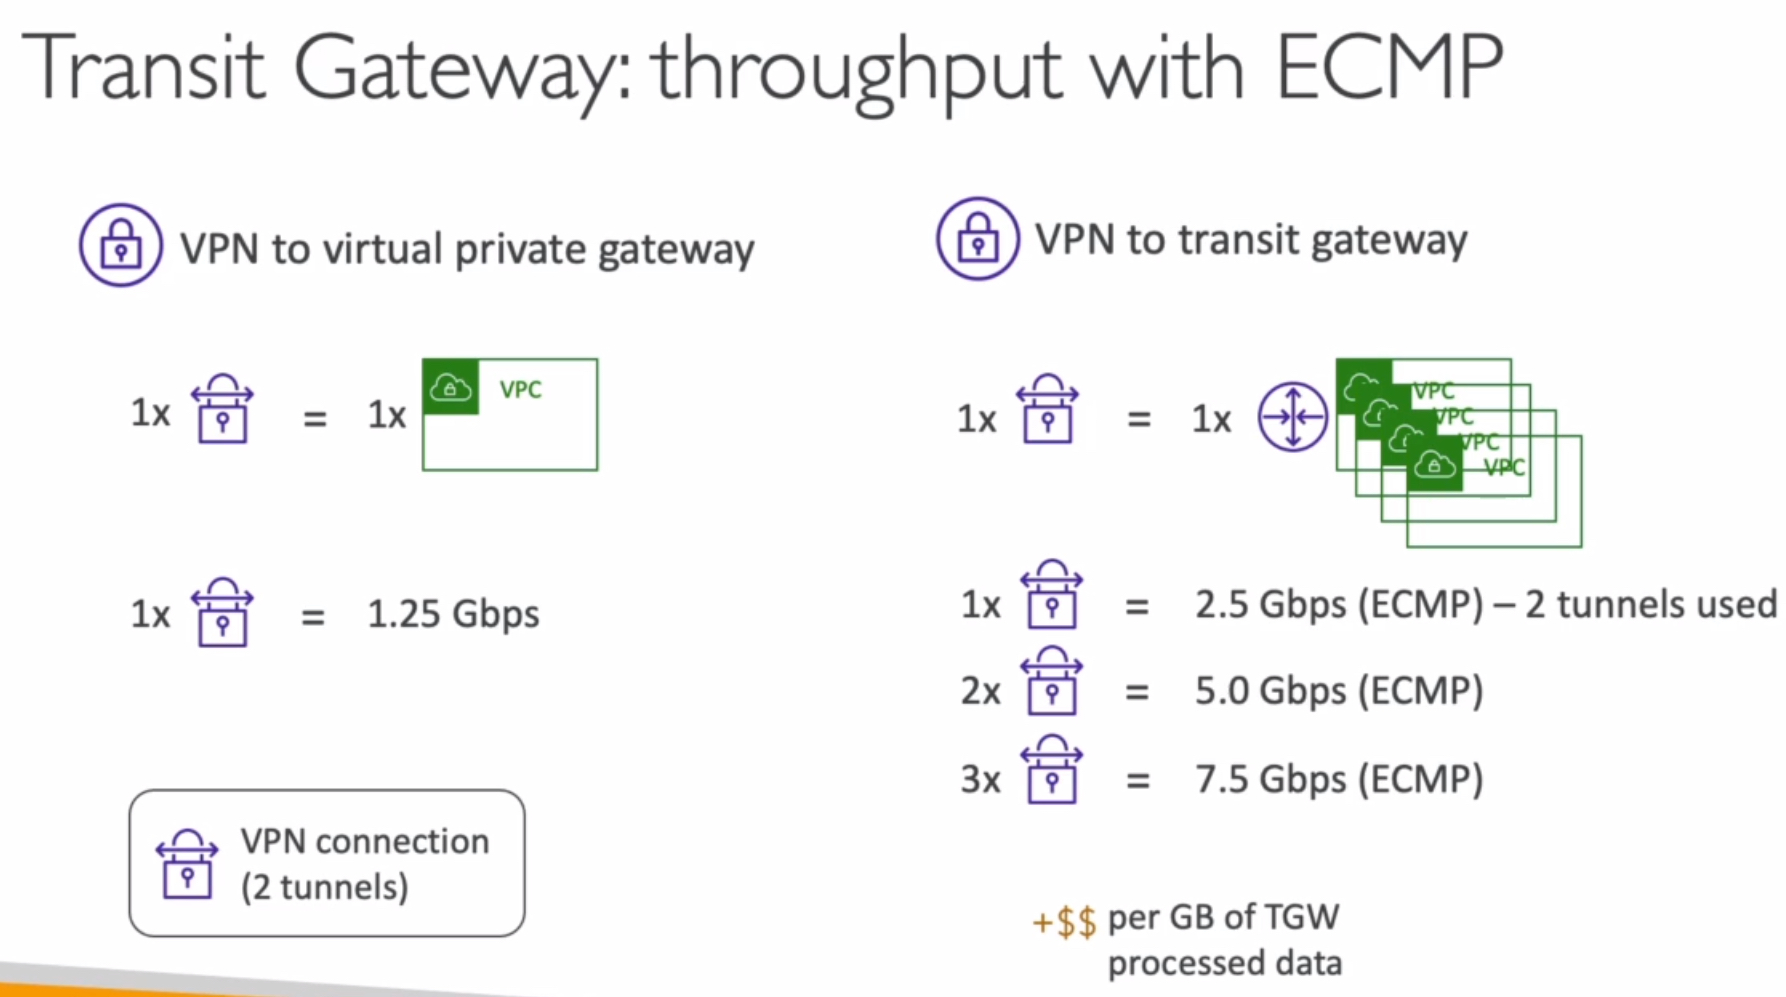 Transit Gateway: throughput with ECMP
VPN to virtual private gateway
1x = 1x VPC
1x = 1.25 Gbps
VPN connection
(2 tunnels)
VPN to transit gateway
1x = 1x VPC
VPC
VPC
VPC
1x = 2.5 Gbps (ECMP) – 2 tunnels used
2x = 5.0 Gbps (ECMP)
3x = 7.5 Gbps (ECMP)
+$$ per GB of TGW
processed data